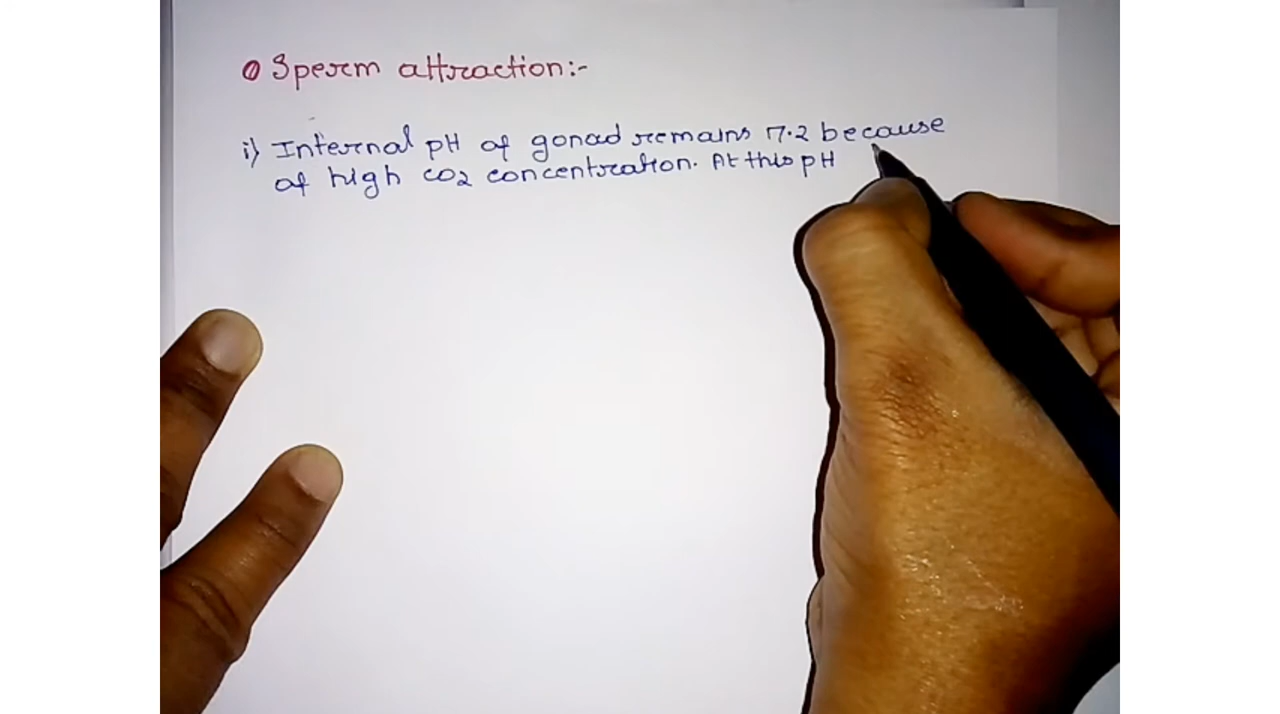 Sperm attraction:-
i) Internal pH of gonad remains 7.2 because
of high CO2 concentration. At this pH